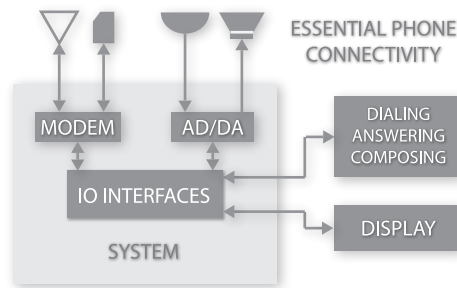 ESSENTIAL PHONE
CONNECTIVITY
MODEM
AD/DA
DIALING
ANSWERING
COMPOSING
IO INTERFACES
DISPLAY
SYSTEM